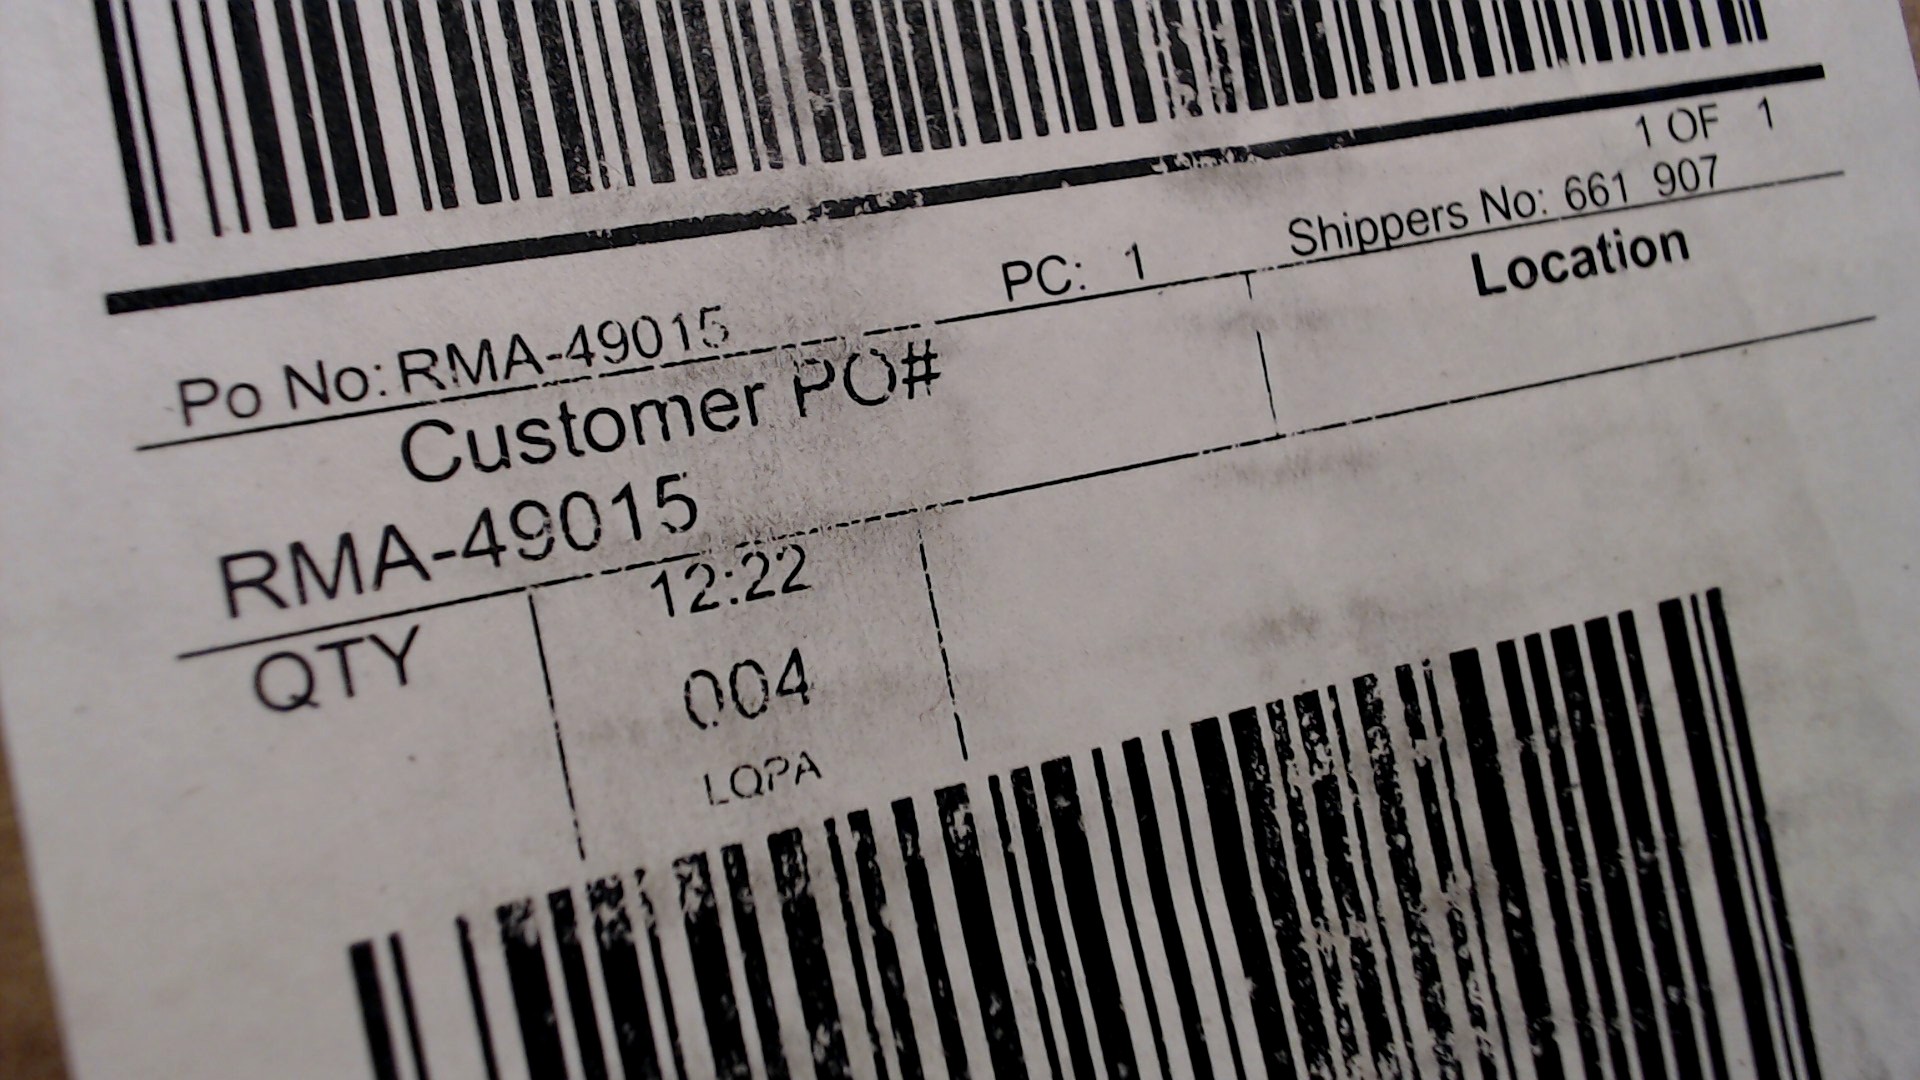 1 OF 1
Po No: RMA-49015 PC: 1 Shippers No: 661 907
Customer PO# Location
RMA-49015
QTY 12:22
004
LQPA